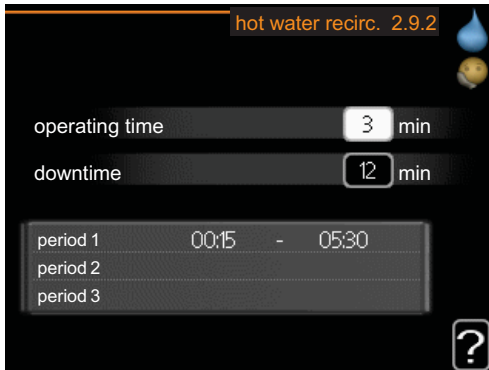 hot water recirc. 2.9.2
operating time 3 min
downtime 12 min
period 1 00:15 - 05:30
period 2
period 3
?